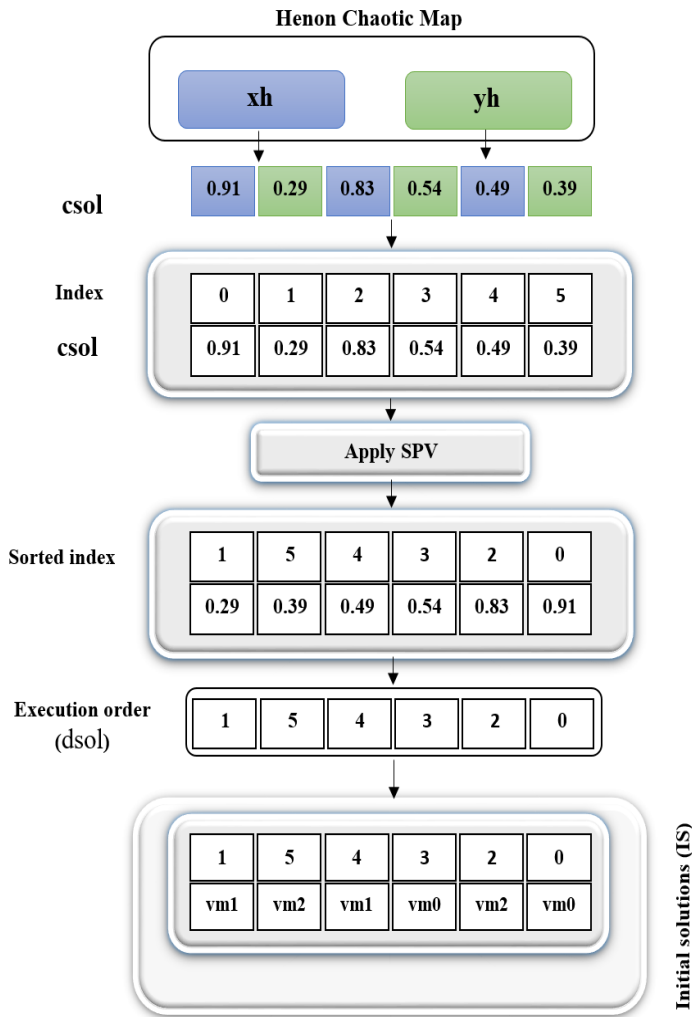 Henon Chaotic Map
xh yh
csol 0.91 0.29 0.83 0.54 0.49 0.39
Index 0 1 2 3 4 5
csol 0.91 0.29 0.83 0.54 0.49 0.39
Apply SPV
Sorted index 1 5 4 3 2 0
0.29 0.39 0.49 0.54 0.83 0.91
Execution order
(dsol)
1 5 4 3 2 0
1 5 4 3 2 0
vm1 vm2 vm1 vm0 vm2 vm0
Initial solutions (IS)